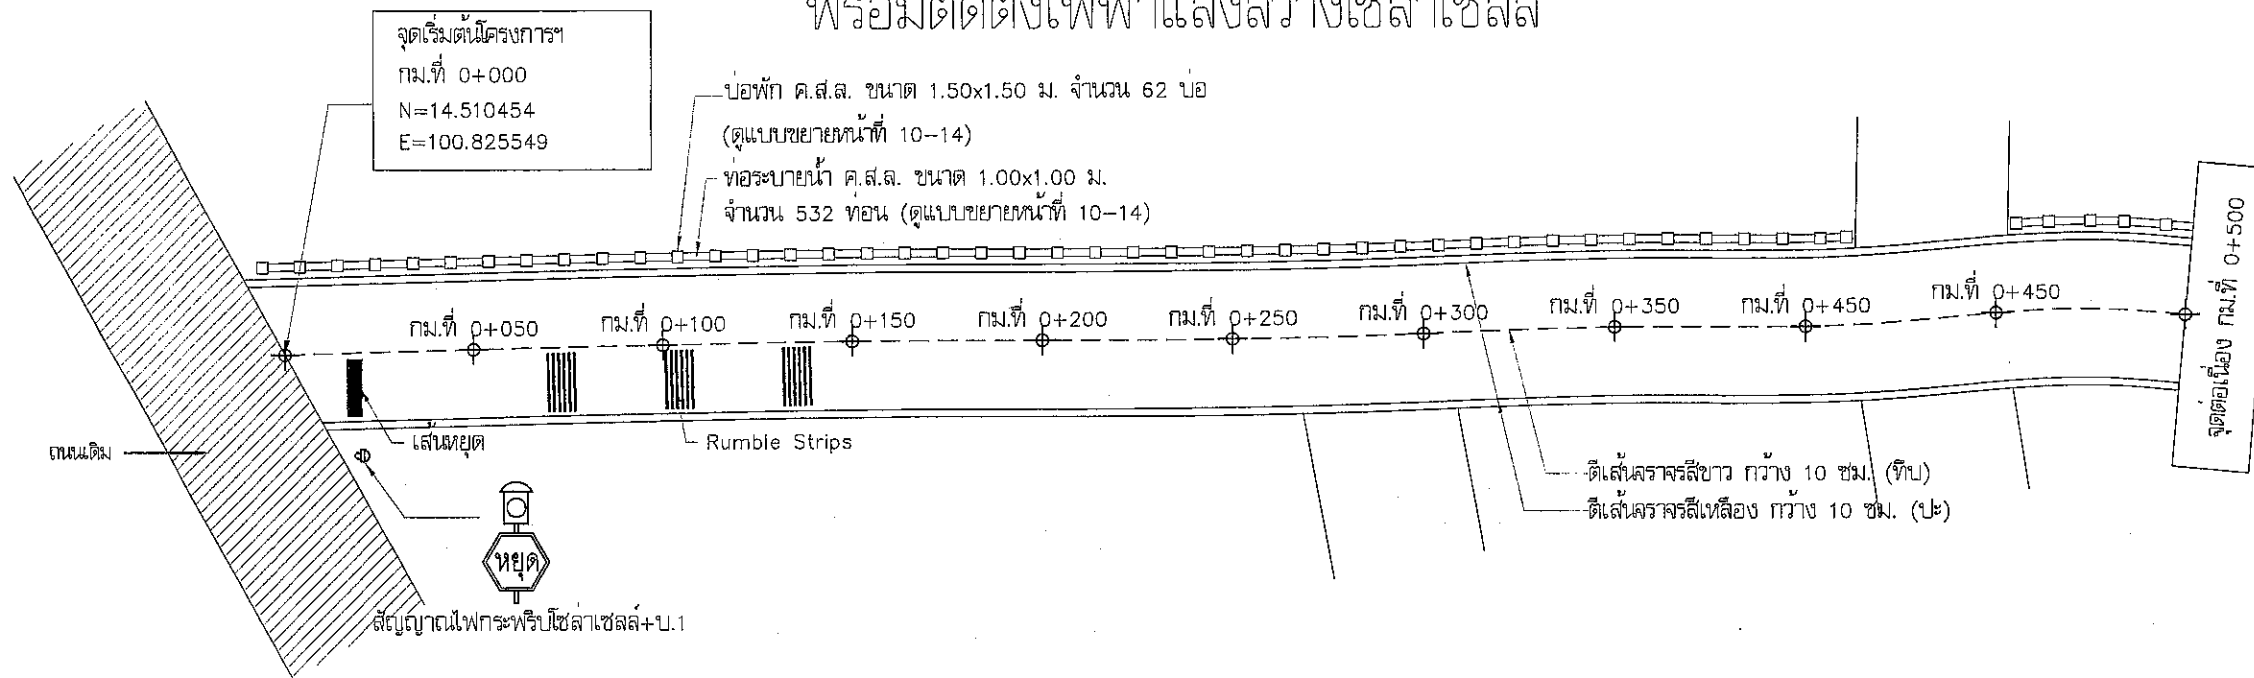 จุดเริ่มต้นโครงการฯ
กม.ที่ 0+000
N=14.510454
E=100.825549
บ่อพัก ค.ส.ล. ขนาด 1.50x1.50 ม. จำนวน 62 บ่อ
(ดูแบบขยายหน้าที่ 10-14)
ท่อระบายน้ำ ค.ส.ล. ขนาด 1.00x1.00 ม.
จำนวน 532 ท่อน (ดูแบบขยายหน้าที่ 10-14)
กม.ที่ 0+050
กม.ที่ 0+100
กม.ที่ 0+150
กม.ที่ 0+200
กม.ที่ 0+250
กม.ที่ 0+300
กม.ที่ 0+350
กม.ที่ 0+450
กม.ที่ 0+450
จุดต่อเนื่อง กม.ที่ 0+500
ถนนเดิม
เส้นหยุด
Rumble Strips
ตีเส้นจราจรสีขาว กว้าง 10 ซม. (ทึบ)
ตีเส้นจราจรสีเหลือง กว้าง 10 ซม. (ปะ)
หยุด
สัญญาณไฟกระพริบโซล่าเซลล์+บ.1